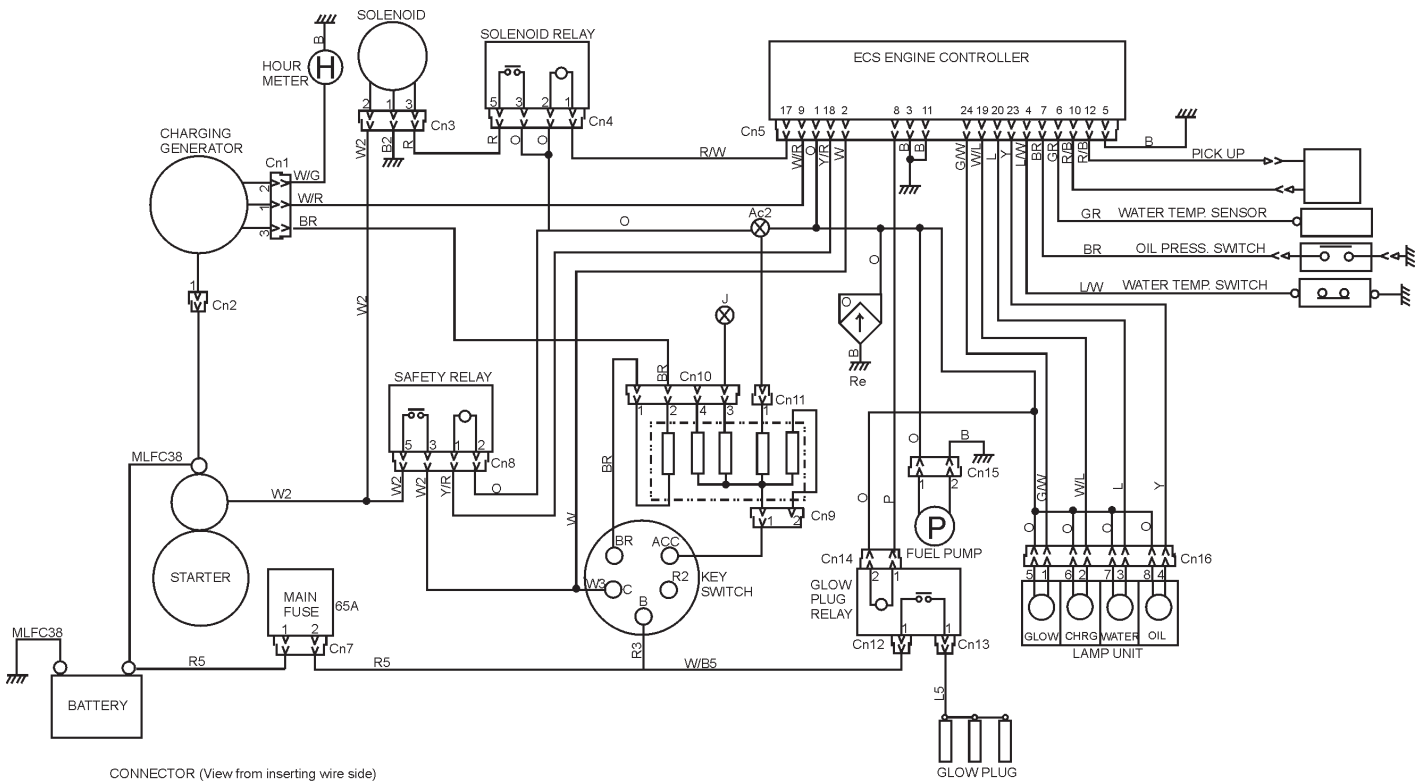 SOLENOID
B
H
HOUR
METER
SOLENOID RELAY
5 3 2 1
Cn4
2 1 3
Cn3
W2
B2
R
R
O
O
ECS ENGINE CONTROLLER
17 9 1 18 2 8 3 11 24 19 20 23 4 7 6 10 12 5
Cn5
R/W
W/R
O
Y/R
W
B
B
G/W
W/L
L
Y
L/W
BR
GR
R/B
R/B
B
PICK UP
GR WATER TEMP. SENSOR
BR OIL PRESS. SWITCH
L/W WATER TEMP. SWITCH
CHARGING
GENERATOR
Cn1
2
1
3
W/G
W/R
BR
O
Ac2
1
Cn2
W2
J
O
O
B
Re
SAFETY RELAY
5 3 1 2
Cn8
W2
W2
Y/R
O
BR
Cn10
1 2 4 3
Cn11
1
BR
Cn9
1 2
MLFC38
W2
W
STARTER
MAIN
FUSE
65A
1 2
Cn7
BR
ACC
W3
C
R2
B
KEY
SWITCH
R3
O
B
Cn15
1 2
P
FUEL PUMP
O
P
Cn14
2 1
GLOW
PLUG
RELAY
1 1
Cn12
Cn13
G/W
W/L
L
Y
O
O
O
O
Cn16
5 1 6 2 7 3 8 4
GLOW CHRG WATER OIL
LAMP UNIT
MLFC38
R5
R5
W/B5
BATTERY
L5
GLOW PLUG
CONNECTOR (View from inserting wire side)